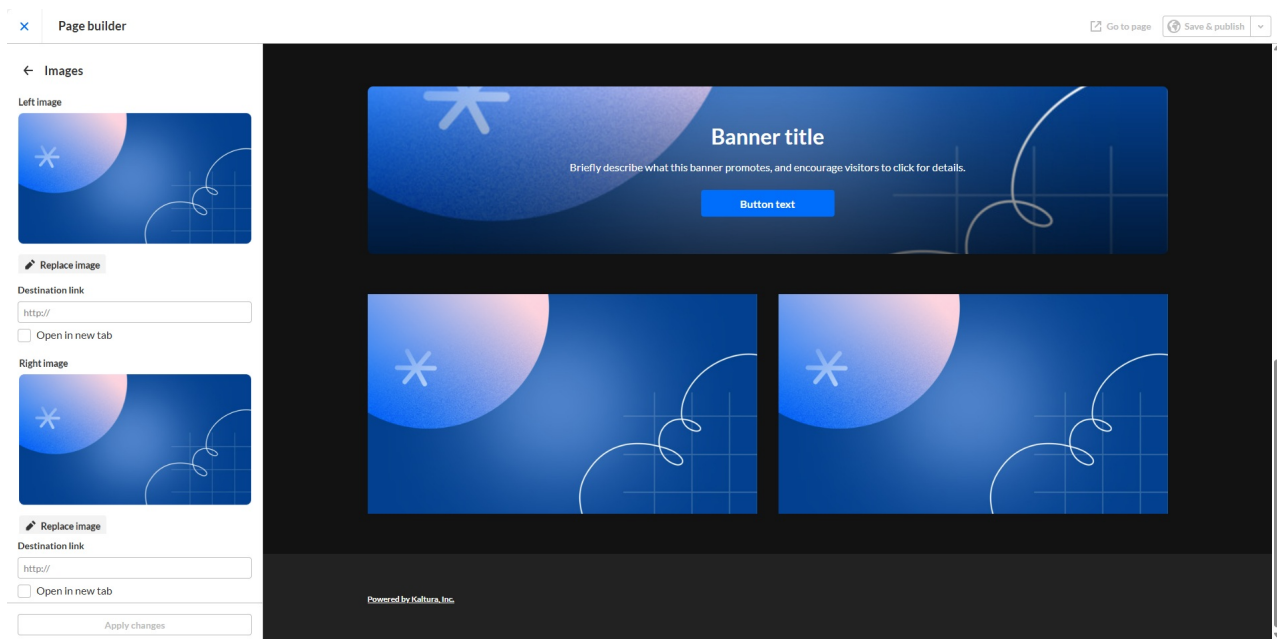 Page builder
Go to page
Save & publish
Images
Left image
Replace image
Destination link
http://
Open in new tab
Right image
Replace image
Destination link
http://
Open in new tab
Apply changes
Banner title
Briefly describe what this banner promotes, and encourage visitors to click for details.
Button text
Powered by Kaltura, Inc.